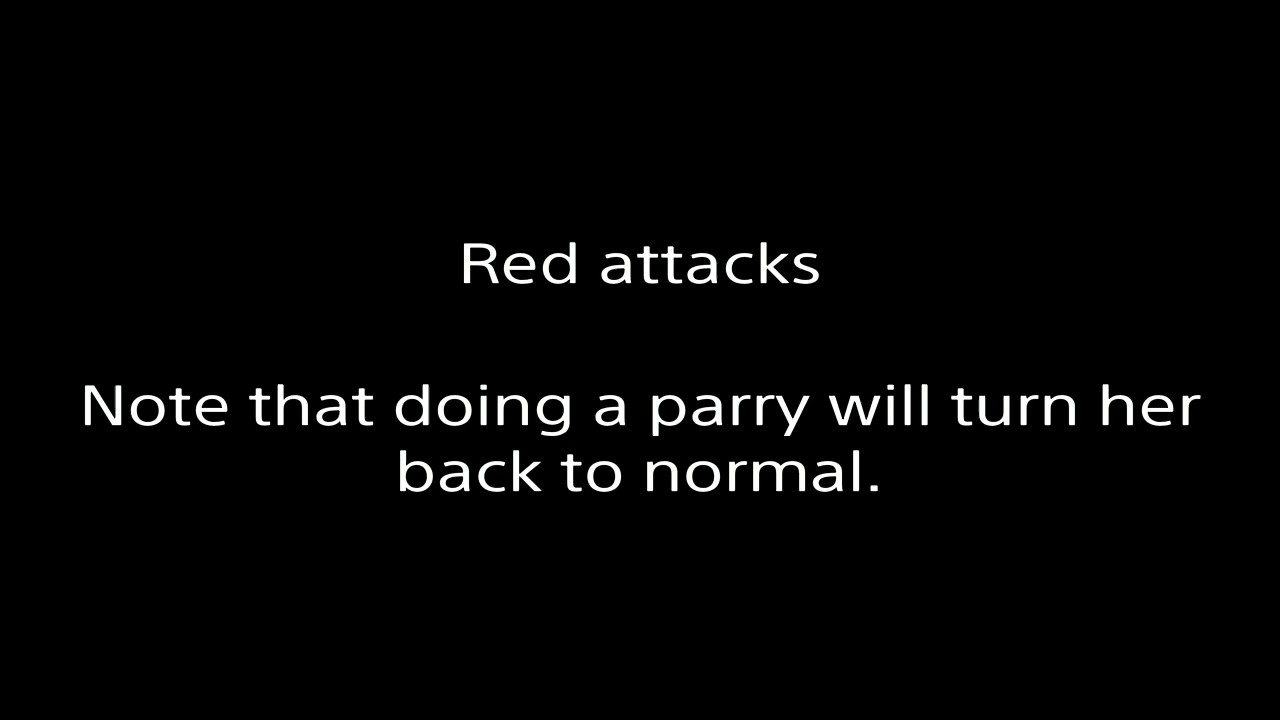 Red attacks
Note that doing a parry will turn her
back to normal.